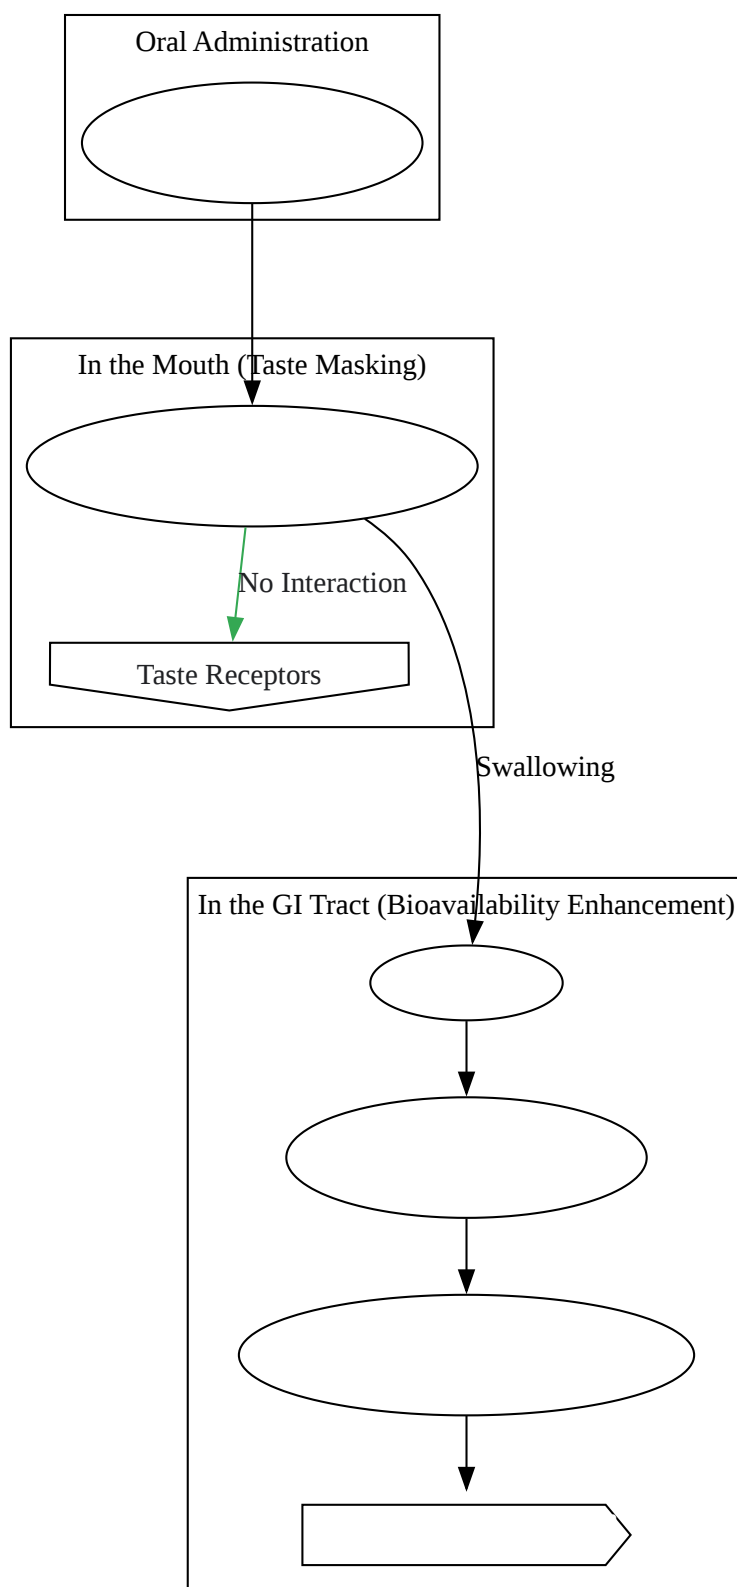 Oral Administration
In the Mouth (Taste Masking)
No Interaction
Taste Receptors
Swallowing
In the GI Tract (Bioavailability Enhancement)